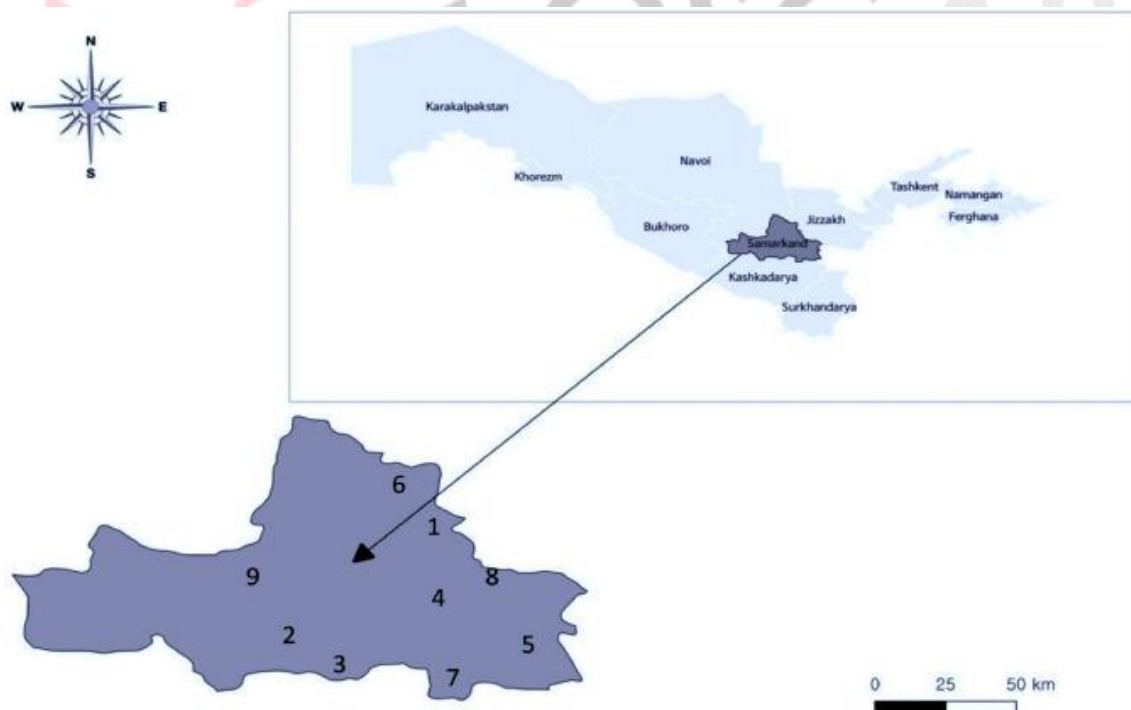 N
W E
S
Karakalpakstan
Navoi
Khorezm
Tashkent
Namangan
Ferghana
Jizzakh
Bukhoro
Samarkand
Kashkadarya
Surkhandarya
6
1
9
8
4
2
5
3
7
0 25 50 km